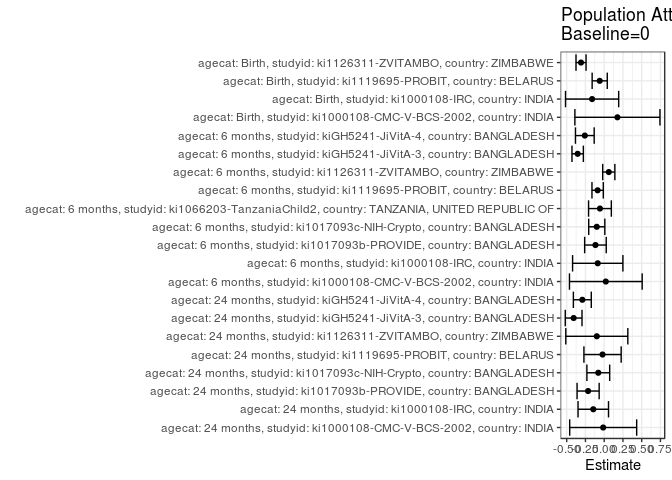 Population Att
Baseline=0
agecat: Birth, studyid: ki1126311-ZVITAMBO, country: ZIMBABWE
agecat: Birth, studyid: ki1119695-PROBIT, country: BELARUS
agecat: Birth, studyid: ki1000108-IRC, country: INDIA
agecat: Birth, studyid: ki1000108-CMC-V-BCS-2002, country: INDIA
agecat: 6 months, studyid: kiGH5241-JiVitA-4, country: BANGLADESH
agecat: 6 months, studyid: kiGH5241-JiVitA-3, country: BANGLADESH
agecat: 6 months, studyid: ki1126311-ZVITAMBO, country: ZIMBABWE
agecat: 6 months, studyid: ki1119695-PROBIT, country: BELARUS
agecat: 6 months, studyid: ki1066203-TanzaniaChild2, country: TANZANIA, UNITED REPUBLIC OF
agecat: 6 months, studyid: ki1017093c-NIH-Crypto, country: BANGLADESH
agecat: 6 months, studyid: ki1017093b-PROVIDE, country: BANGLADESH
agecat: 6 months, studyid: ki1000108-IRC, country: INDIA
agecat: 6 months, studyid: ki1000108-CMC-V-BCS-2002, country: INDIA
agecat: 24 months, studyid: kiGH5241-JiVitA-4, country: BANGLADESH
agecat: 24 months, studyid: kiGH5241-JiVitA-3, country: BANGLADESH
agecat: 24 months, studyid: ki1126311-ZVITAMBO, country: ZIMBABWE
agecat: 24 months, studyid: ki1119695-PROBIT, country: BELARUS
agecat: 24 months, studyid: ki1017093c-NIH-Crypto, country: BANGLADESH
agecat: 24 months, studyid: ki1017093b-PROVIDE, country: BANGLADESH
agecat: 24 months, studyid: ki1000108-IRC, country: INDIA
agecat: 24 months, studyid: ki1000108-CMC-V-BCS-2002, country: INDIA
-0.50 -0.25 0.00 0.25 0.50 0.75
Estimate